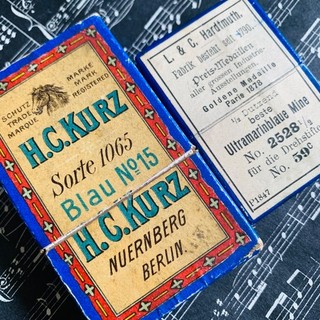 SCHUTZ MARKE
TRADE MARK
MARQUE REGISTERED
H.C.KURZ
Sorte 1065
Blau No 15
H.C.KURZ
NUERNBERG
BERLIN.
L. & C. Hardtmuth.
Fabrik besteht seit 1790.
Preis-Medaillen
aller grossen Industrie-
Ausstellungen.
Goldene Medaille
Paris 1878
½ Dutzend
beste
Ultramarinblaue Mine
No. 2528
für die Drehstifte
No. 39c
P1847